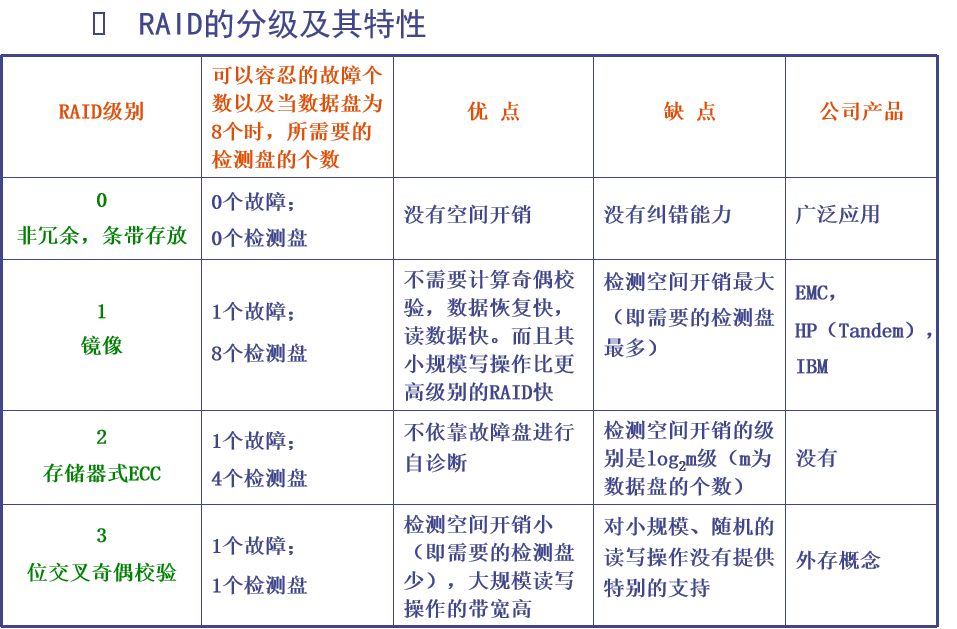 RAID的分级及其特性
RAID级别
可以容忍的故障个
数以及当数据盘为
8个时，所需要的
检测盘的个数
优 点
缺 点
公司产品
0
非冗余，条带存放
0个故障；
0个检测盘
没有空间开销
没有纠错能力
广泛应用
1
镜像
1个故障；
8个检测盘
不需要计算奇偶校
验，数据恢复快，
读数据快。而且其
小规模写操作比更
高级别的RAID快
检测空间开销最大
（即需要的检测盘
最多）
EMC，
HP（Tandem），
IBM
2
存储器式ECC
1个故障；
4个检测盘
不依靠故障盘进行
自诊断
检测空间开销的级
别是log₂m级（m为
数据盘的个数）
没有
3
位交叉奇偶校验
1个故障；
1个检测盘
检测空间开销小
（即需要的检测盘
少），大规模读写
操作的带宽高
对小规模、随机的
读写操作没有提供
特别的支持
外存概念